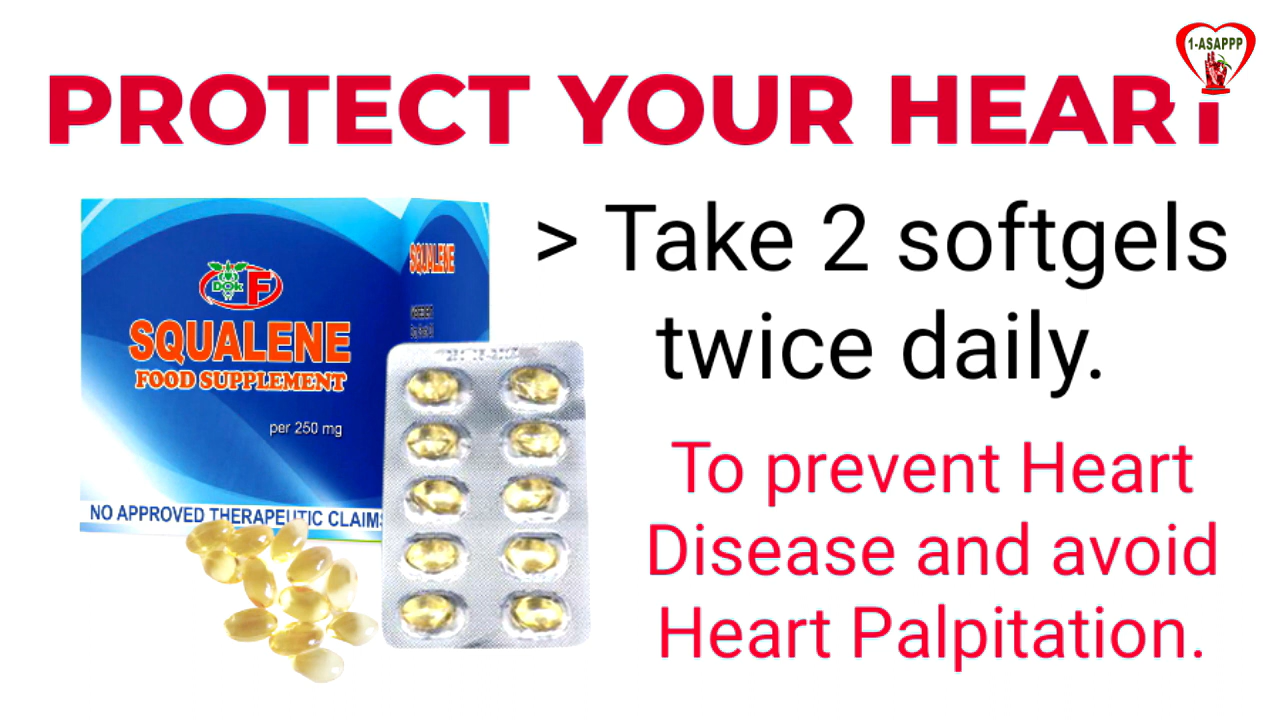 1-ASAPPP
PROTECT YOUR HEART
> Take 2 softgels
twice daily.
To prevent Heart
Disease and avoid
Heart Palpitation.
DOk F
SQUALENE
FOOD SUPPLEMENT
per 250 mg
NO APPROVED THERAPEUTIC CLAIMS
SQUALENE